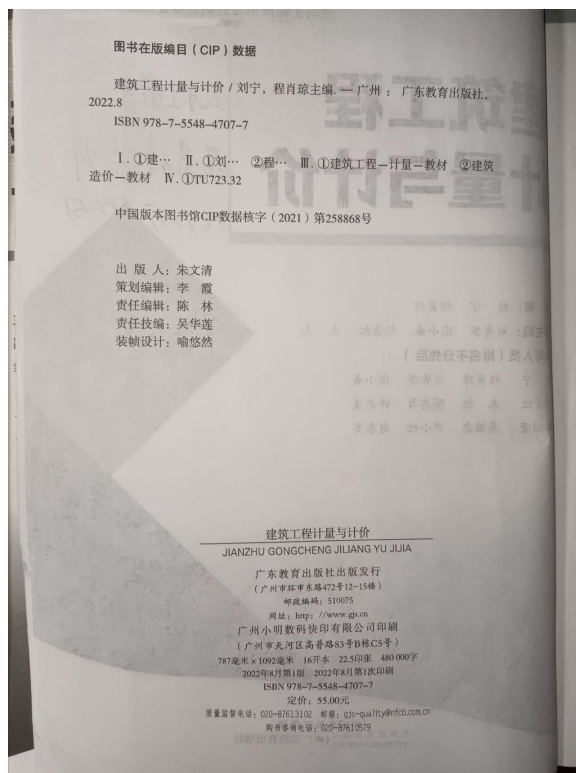 图书在版编目（CIP）数据
建筑工程计量与计价 / 刘宁，程肖琼主编. — 广州 ： 广东教育出版社，
2022.8
ISBN 978-7-5548-4707-7
Ⅰ. ①建… Ⅱ. ①刘… ②程… Ⅲ. ①建筑工程—计量—教材 ②建筑
造价—教材 Ⅳ. ①TU723.32
中国版本图书馆CIP数据核字（2021）第258868号
出 版 人：朱文清
策划编辑：李 霞
责任编辑：陈 林
责任技编：吴华莲
装帧设计：喻悠然
建筑工程计量与计价
JIANZHU GONGCHENG JILIANG YU JIJIA
广东教育出版社出版发行
（广州市环市东路472号12-15楼）
邮政编码：510075
网址：http：//www.gjs.cn
广州小明数码快印有限公司印刷
（广州市天河区高普路83号B栋C5号）
787毫米×1092毫米 16开本 22.5印张 480 000字
2022年8月第1版 2022年8月第1次印刷
ISBN 978-7-5548-4707-7
定价：55.00元
质量监督电话：020-87613102 邮箱：gjs-quality@nfcb.com.cn
购书咨询电话：020-87610579